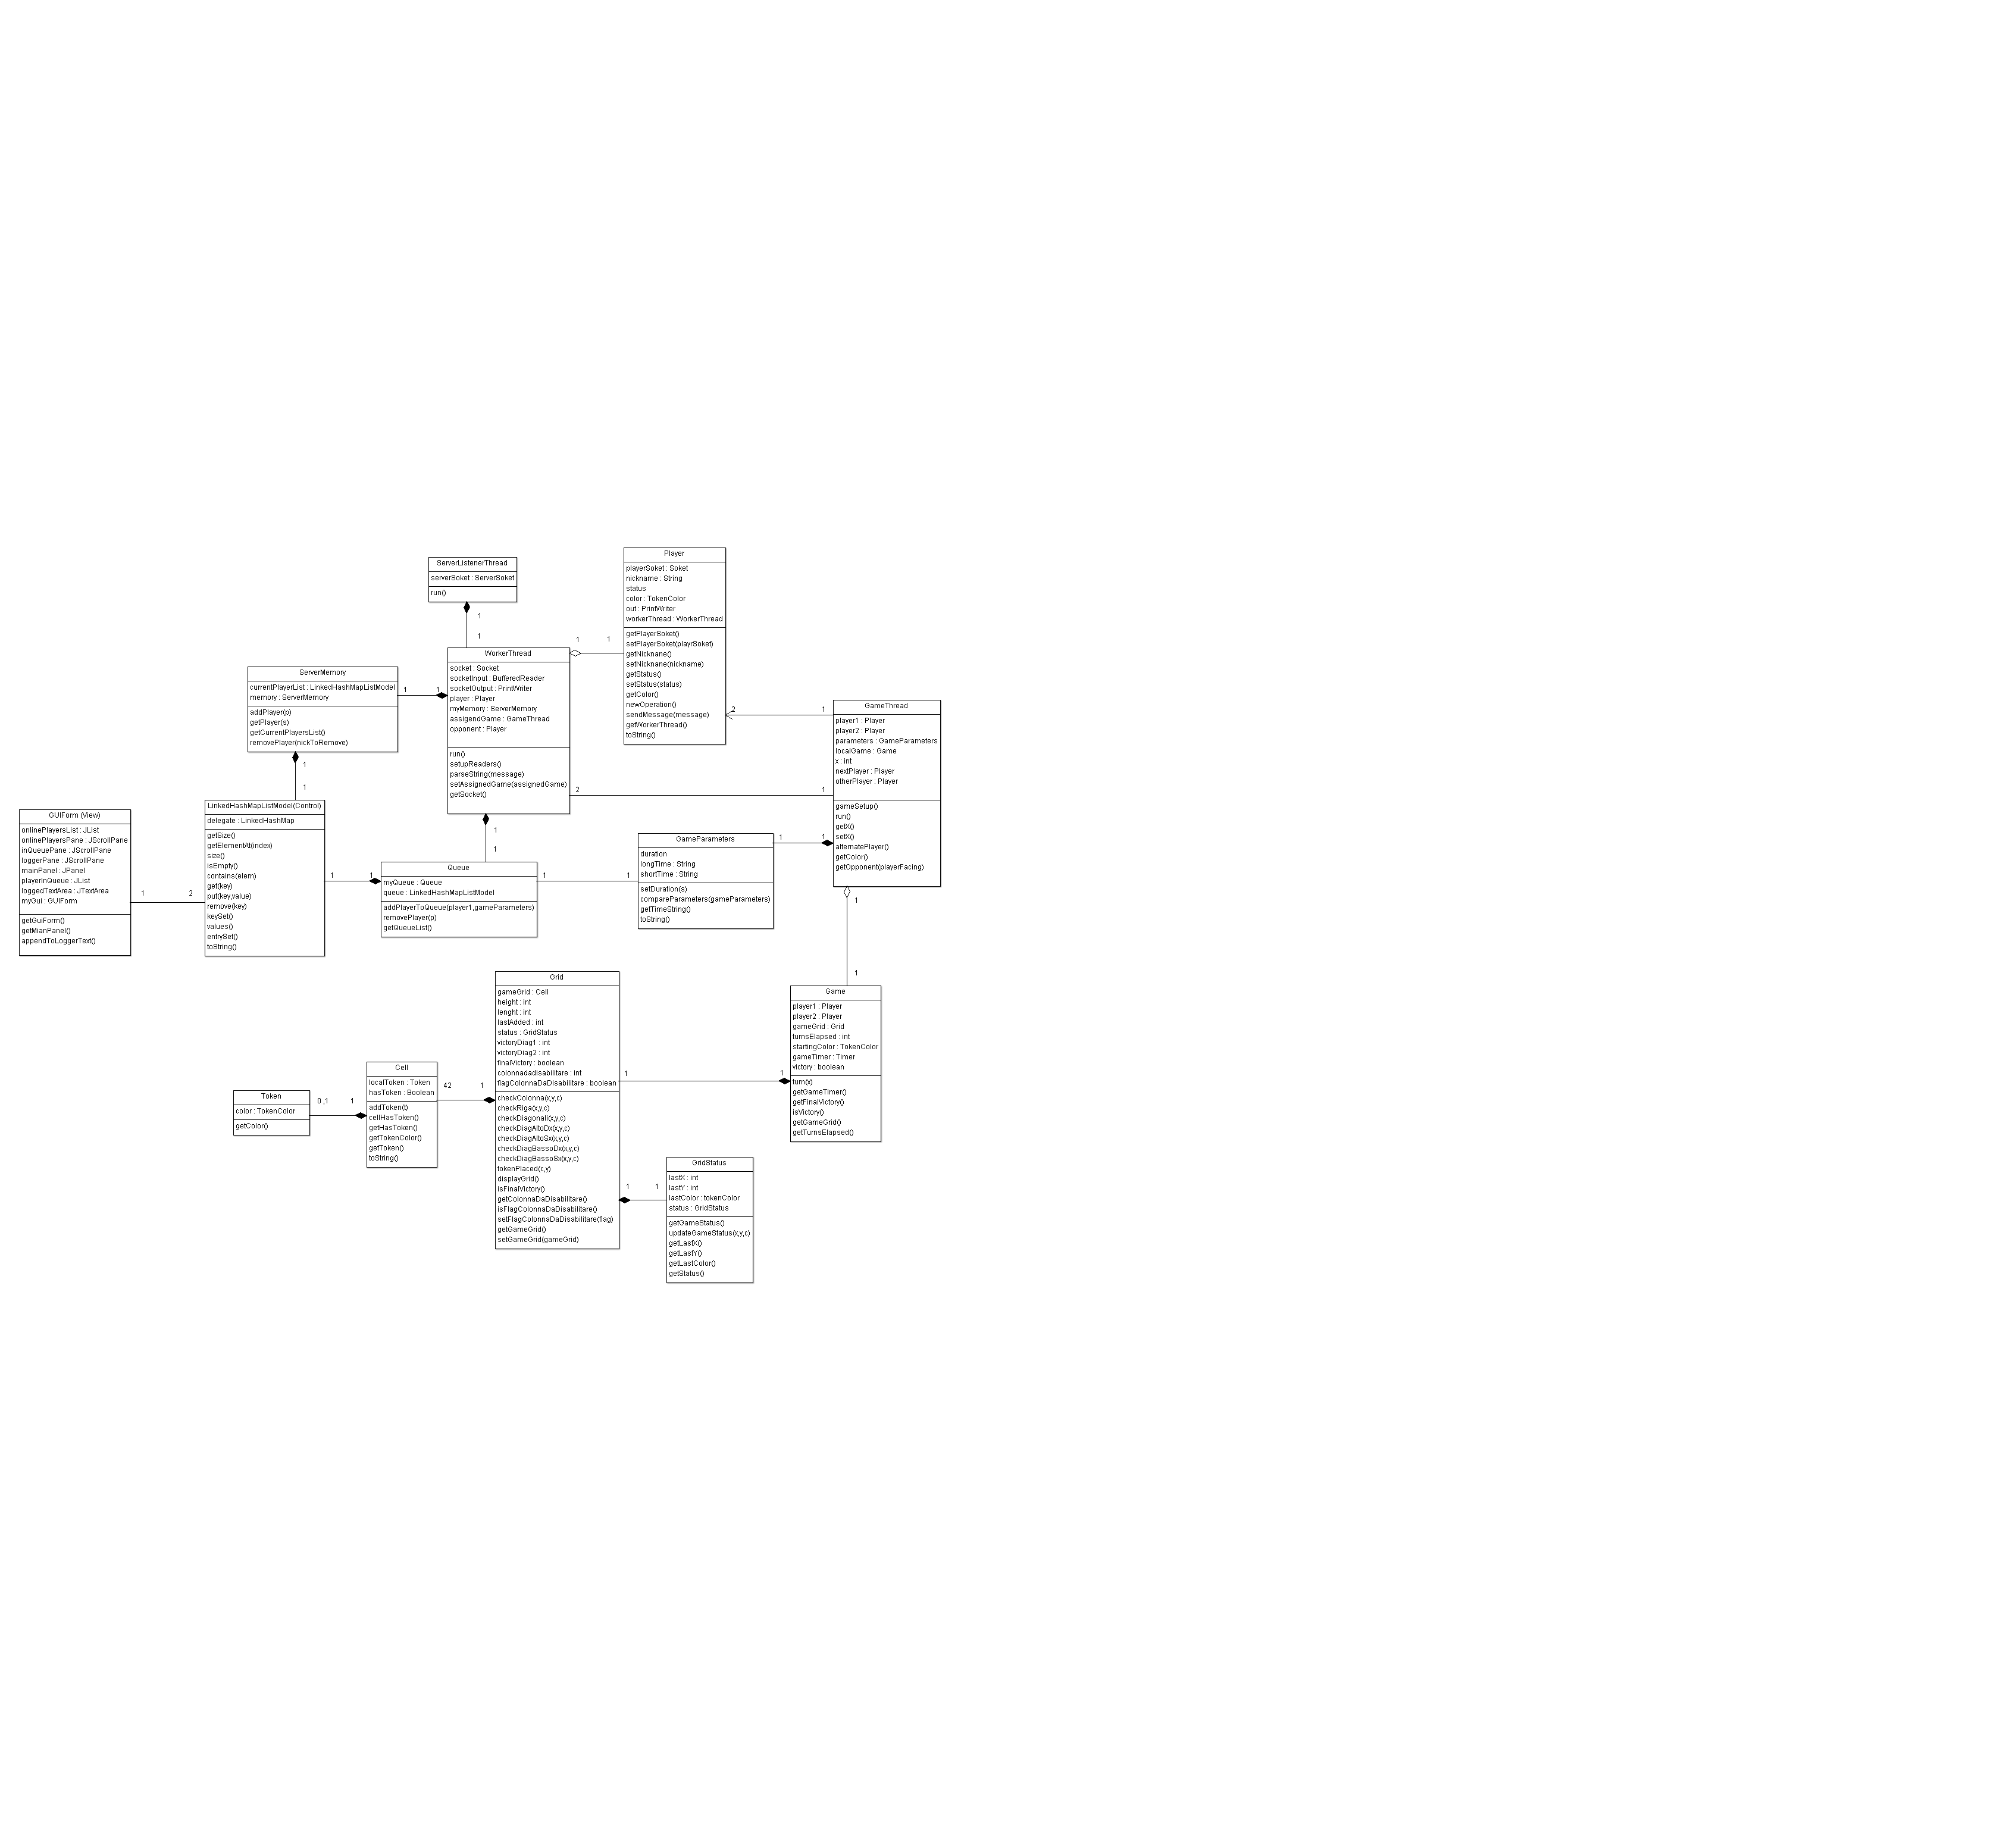 ServerListenerThread
serverSoket : ServerSoket
run()
1
1
Player
playerSoket : Soket
nickname : String
status
color : TokenColor
out : PrintWriter
workerThread : WorkerThread
getPlayerSoket()
setPlayerSoket(playrSoket)
getNicknane()
setNicknane(nickname)
getStatus()
setStatus(status)
getColor()
newOperation()
sendMessage(message)
getWorkerThread()
toString()
1 1
WorkerThread
socket : Socket
socketInput : BufferedReader
socketOutput : PrintWriter
player : Player
myMemory : ServerMemory
assigendGame : GameThread
opponent : Player
run()
setupReaders()
parseString(message)
setAssignedGame(assignedGame)
getSocket()
ServerMemory
currentPlayerList : LinkedHashMapListModel
memory : ServerMemory
addPlayer(p)
getPlayer(s)
getCurrentPlayersList()
removePlayer(nickToRemove)
1 1
1
1
2 1
GameThread
player1 : Player
player2 : Player
parameters : GameParameters
localGame : Game
x : int
nextPlayer : Player
otherPlayer : Player
gameSetup()
run()
getX()
setX()
alternatePlayer()
getColor()
getOpponent(playerFacing)
2 1
1
1
GUIForm (View)
onlinePlayersList : JList
onlinePlayersPane : JScrollPane
inQueuePane : JScrollPane
loggerPane : JScrollPane
mainPanel : JPanel
playerInQueue : JList
loggedTextArea : JTextArea
myGui : GUIForm
getGuiForm()
getMianPanel()
appendToLoggerText()
1 2
LinkedHashMapListModel(Control)
delegate : LinkedHashMap
getSize()
getElementAt(index)
size()
isEmpty()
contains(elem)
get(key)
put(key,value)
remove(key)
keySet()
values()
entrySet()
toString()
1 1
Queue
myQueue : Queue
queue : LinkedHashMapListModel
addPlayerToQueue(player1,gameParameters)
removePlayer(p)
getQueueList()
1 1
GameParameters
duration
longTime : String
shortTime : String
setDuration(s)
compareParameters(gameParameters)
getTimeString()
toString()
1 1
1
1
Grid
gameGrid : Cell
height : int
lenght : int
lastAdded : int
status : GridStatus
victoryDiag1 : int
victoryDiag2 : int
finalVictory : boolean
colonnadadisabilitare : int
flagColonnaDaDisabilitare : boolean
checkColonna(x,y,c)
checkRiga(x,y,c)
checkDiagonali(x,y,c)
checkDiagAltoDx(x,y,c)
checkDiagAltoSx(x,y,c)
checkDiagBassoDx(x,y,c)
checkDiagBassoSx(x,y,c)
tokenPlaced(c,y)
displayGrid()
isFinalVictory()
getColonnaDaDisabilitare()
isFlagColonnaDaDisabilitare()
setFlagColonnaDaDisabilitare(flag)
getGameGrid()
setGameGrid(gameGrid)
1 1
Game
player1 : Player
player2 : Player
gameGrid : Grid
turnsElapsed : int
startingColor : TokenColor
gameTimer : Timer
victory : boolean
turn(x)
getGameTimer()
getFinalVictory()
isVictory()
getGameGrid()
getTurnsElapsed()
Token
color : TokenColor
getColor()
0 ,1 1
Cell
localToken : Token
hasToken : Boolean
addToken(t)
cellHasToken()
getHasToken()
getTokenColor()
getToken()
toString()
42 1
1 1
GridStatus
lastX : int
lastY : int
lastColor : tokenColor
status : GridStatus
getGameStatus()
updateGameStatus(x,y,c)
getLastX()
getLastY()
getLastColor()
getStatus()